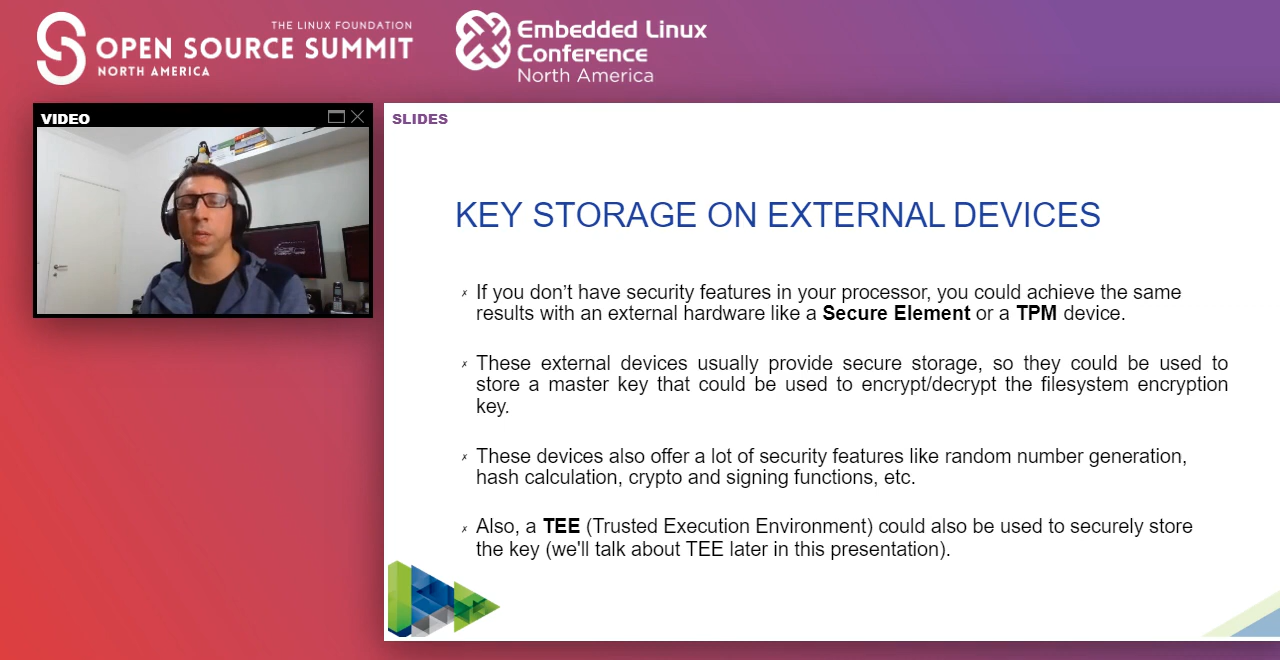 THE LINUX FOUNDATION
OPEN SOURCE SUMMIT
NORTH AMERICA
Embedded Linux
Conference
North America
VIDEO
SLIDES
KEY STORAGE ON EXTERNAL DEVICES
✗ If you don’t have security features in your processor, you could achieve the same
results with an external hardware like a Secure Element or a TPM device.
✗ These external devices usually provide secure storage, so they could be used to
store a master key that could be used to encrypt/decrypt the filesystem encryption
key.
✗ These devices also offer a lot of security features like random number generation,
hash calculation, crypto and signing functions, etc.
✗ Also, a TEE (Trusted Execution Environment) could also be used to securely store
the key (we'll talk about TEE later in this presentation).